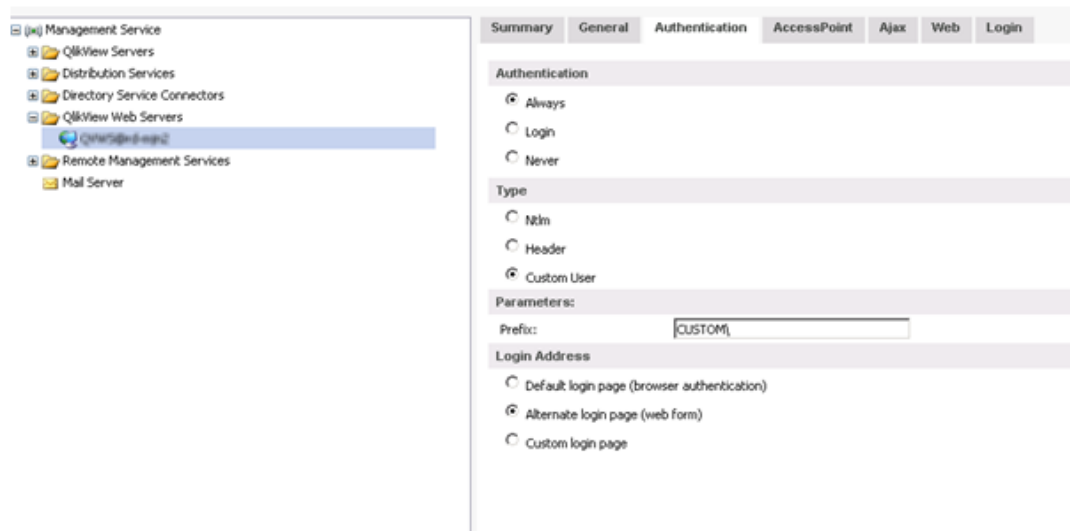 Management Service
QlikView Servers
Distribution Services
Directory Service Connectors
QlikView Web Servers
Remote Management Services
Mail Server
Summary General Authentication AccessPoint Ajax Web Login
Authentication
Always
Login
Never
Type
Ntlm
Header
Custom User
Parameters:
Prefix: CUSTOM\
Login Address
Default login page (browser authentication)
Alternate login page (web form)
Custom login page